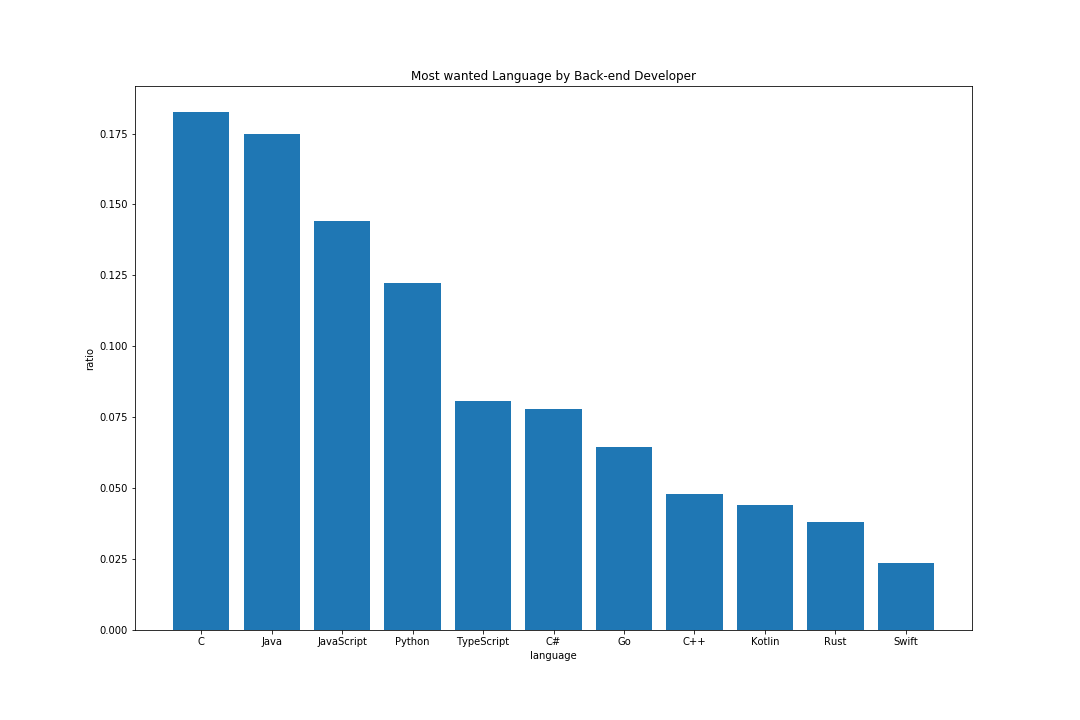 Most wanted Language by Back-end Developer
0.175
0.150
0.125
0.100
0.075
0.050
0.025
0.000
ratio
C Java JavaScript Python TypeScript C# Go C++ Kotlin Rust Swift
language